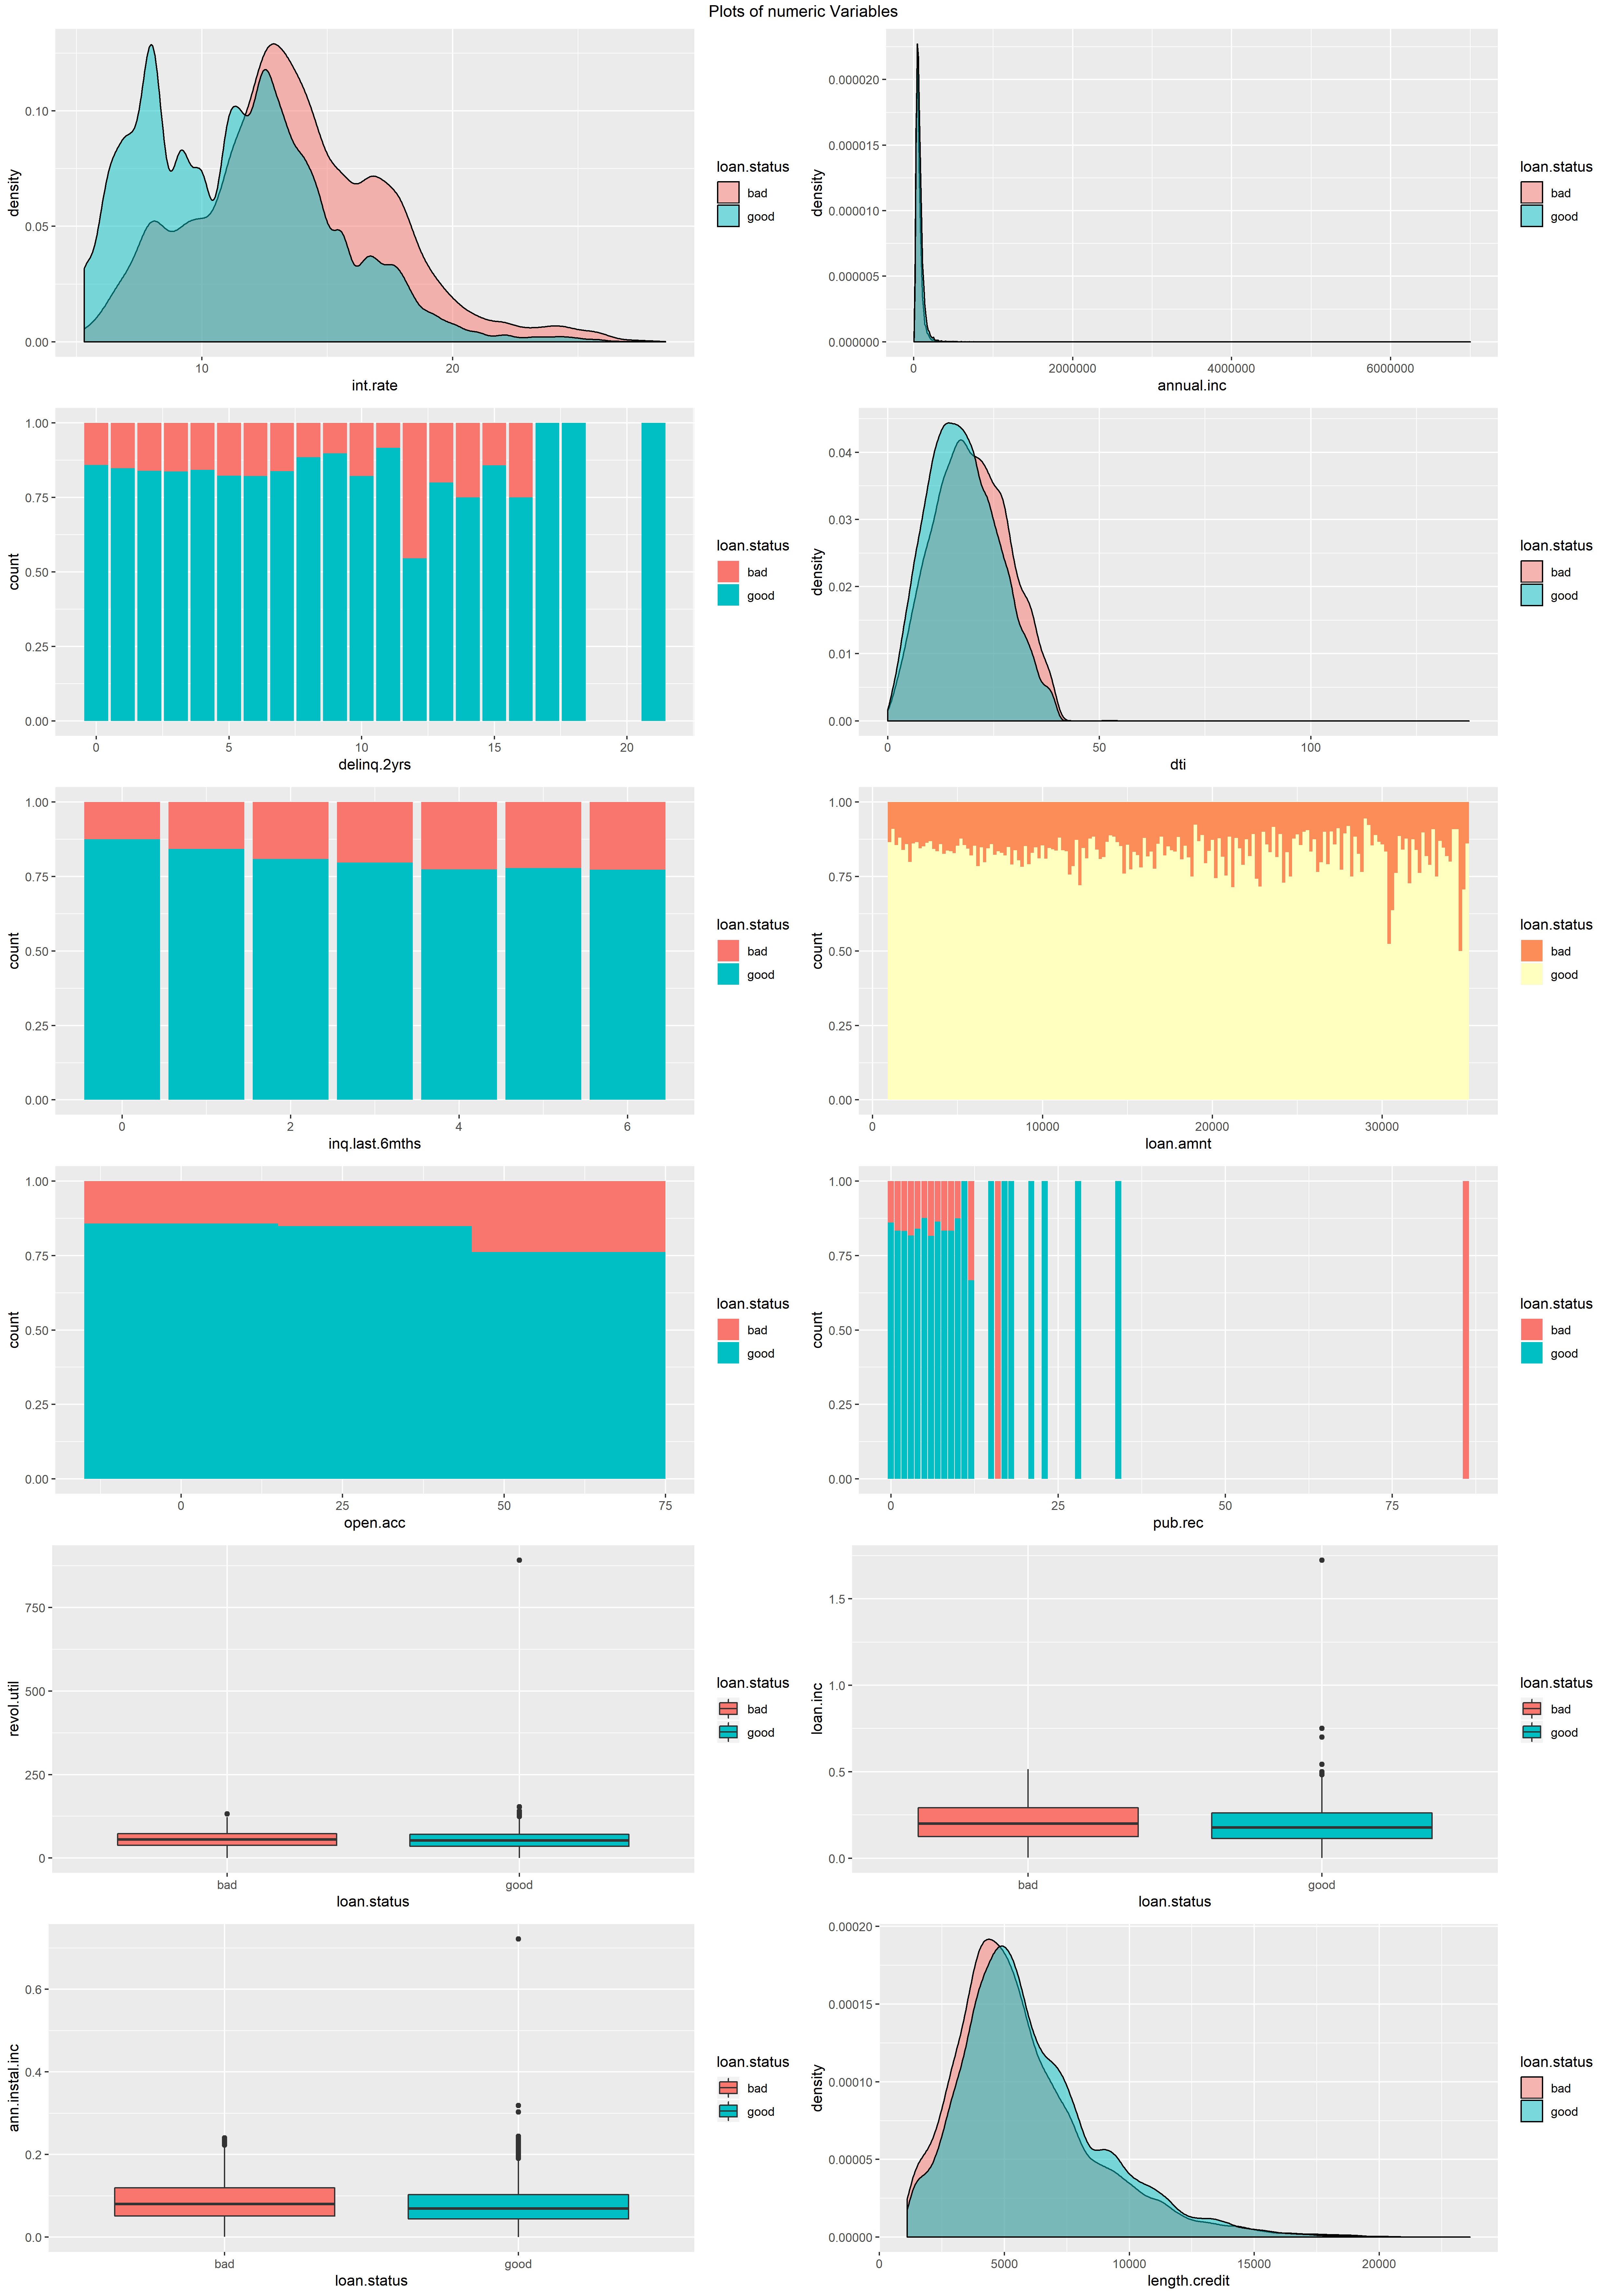 Plots of numeric Variables
0.10
0.05
0.00
density
10 20
int.rate
loan.status
bad
good
0.000020
0.000015
0.000010
0.000005
0.000000
density
0 2000000 4000000 6000000
annual.inc
loan.status
bad
good
1.00
0.75
0.50
0.25
0.00
count
0 5 10 15 20
delinq.2yrs
loan.status
bad
good
0.04
0.03
0.02
0.01
0.00
density
0 50 100
dti
loan.status
bad
good
1.00
0.75
0.50
0.25
0.00
count
0 2 4 6
inq.last.6mths
loan.status
bad
good
1.00
0.75
0.50
0.25
0.00
count
0 10000 20000 30000
loan.amnt
loan.status
bad
good
1.00
0.75
0.50
0.25
0.00
count
0 25 50 75
open.acc
loan.status
bad
good
1.00
0.75
0.50
0.25
0.00
count
0 25 50 75
pub.rec
loan.status
bad
good
750
500
250
0
revol.util
bad good
loan.status
loan.status
bad
good
1.5
1.0
0.5
0.0
loan.inc
bad good
loan.status
loan.status
bad
good
0.6
0.4
0.2
0.0
ann.instal.inc
bad good
loan.status
loan.status
bad
good
0.00020
0.00015
0.00010
0.00005
0.00000
density
0 5000 10000 15000 20000
length.credit
loan.status
bad
good